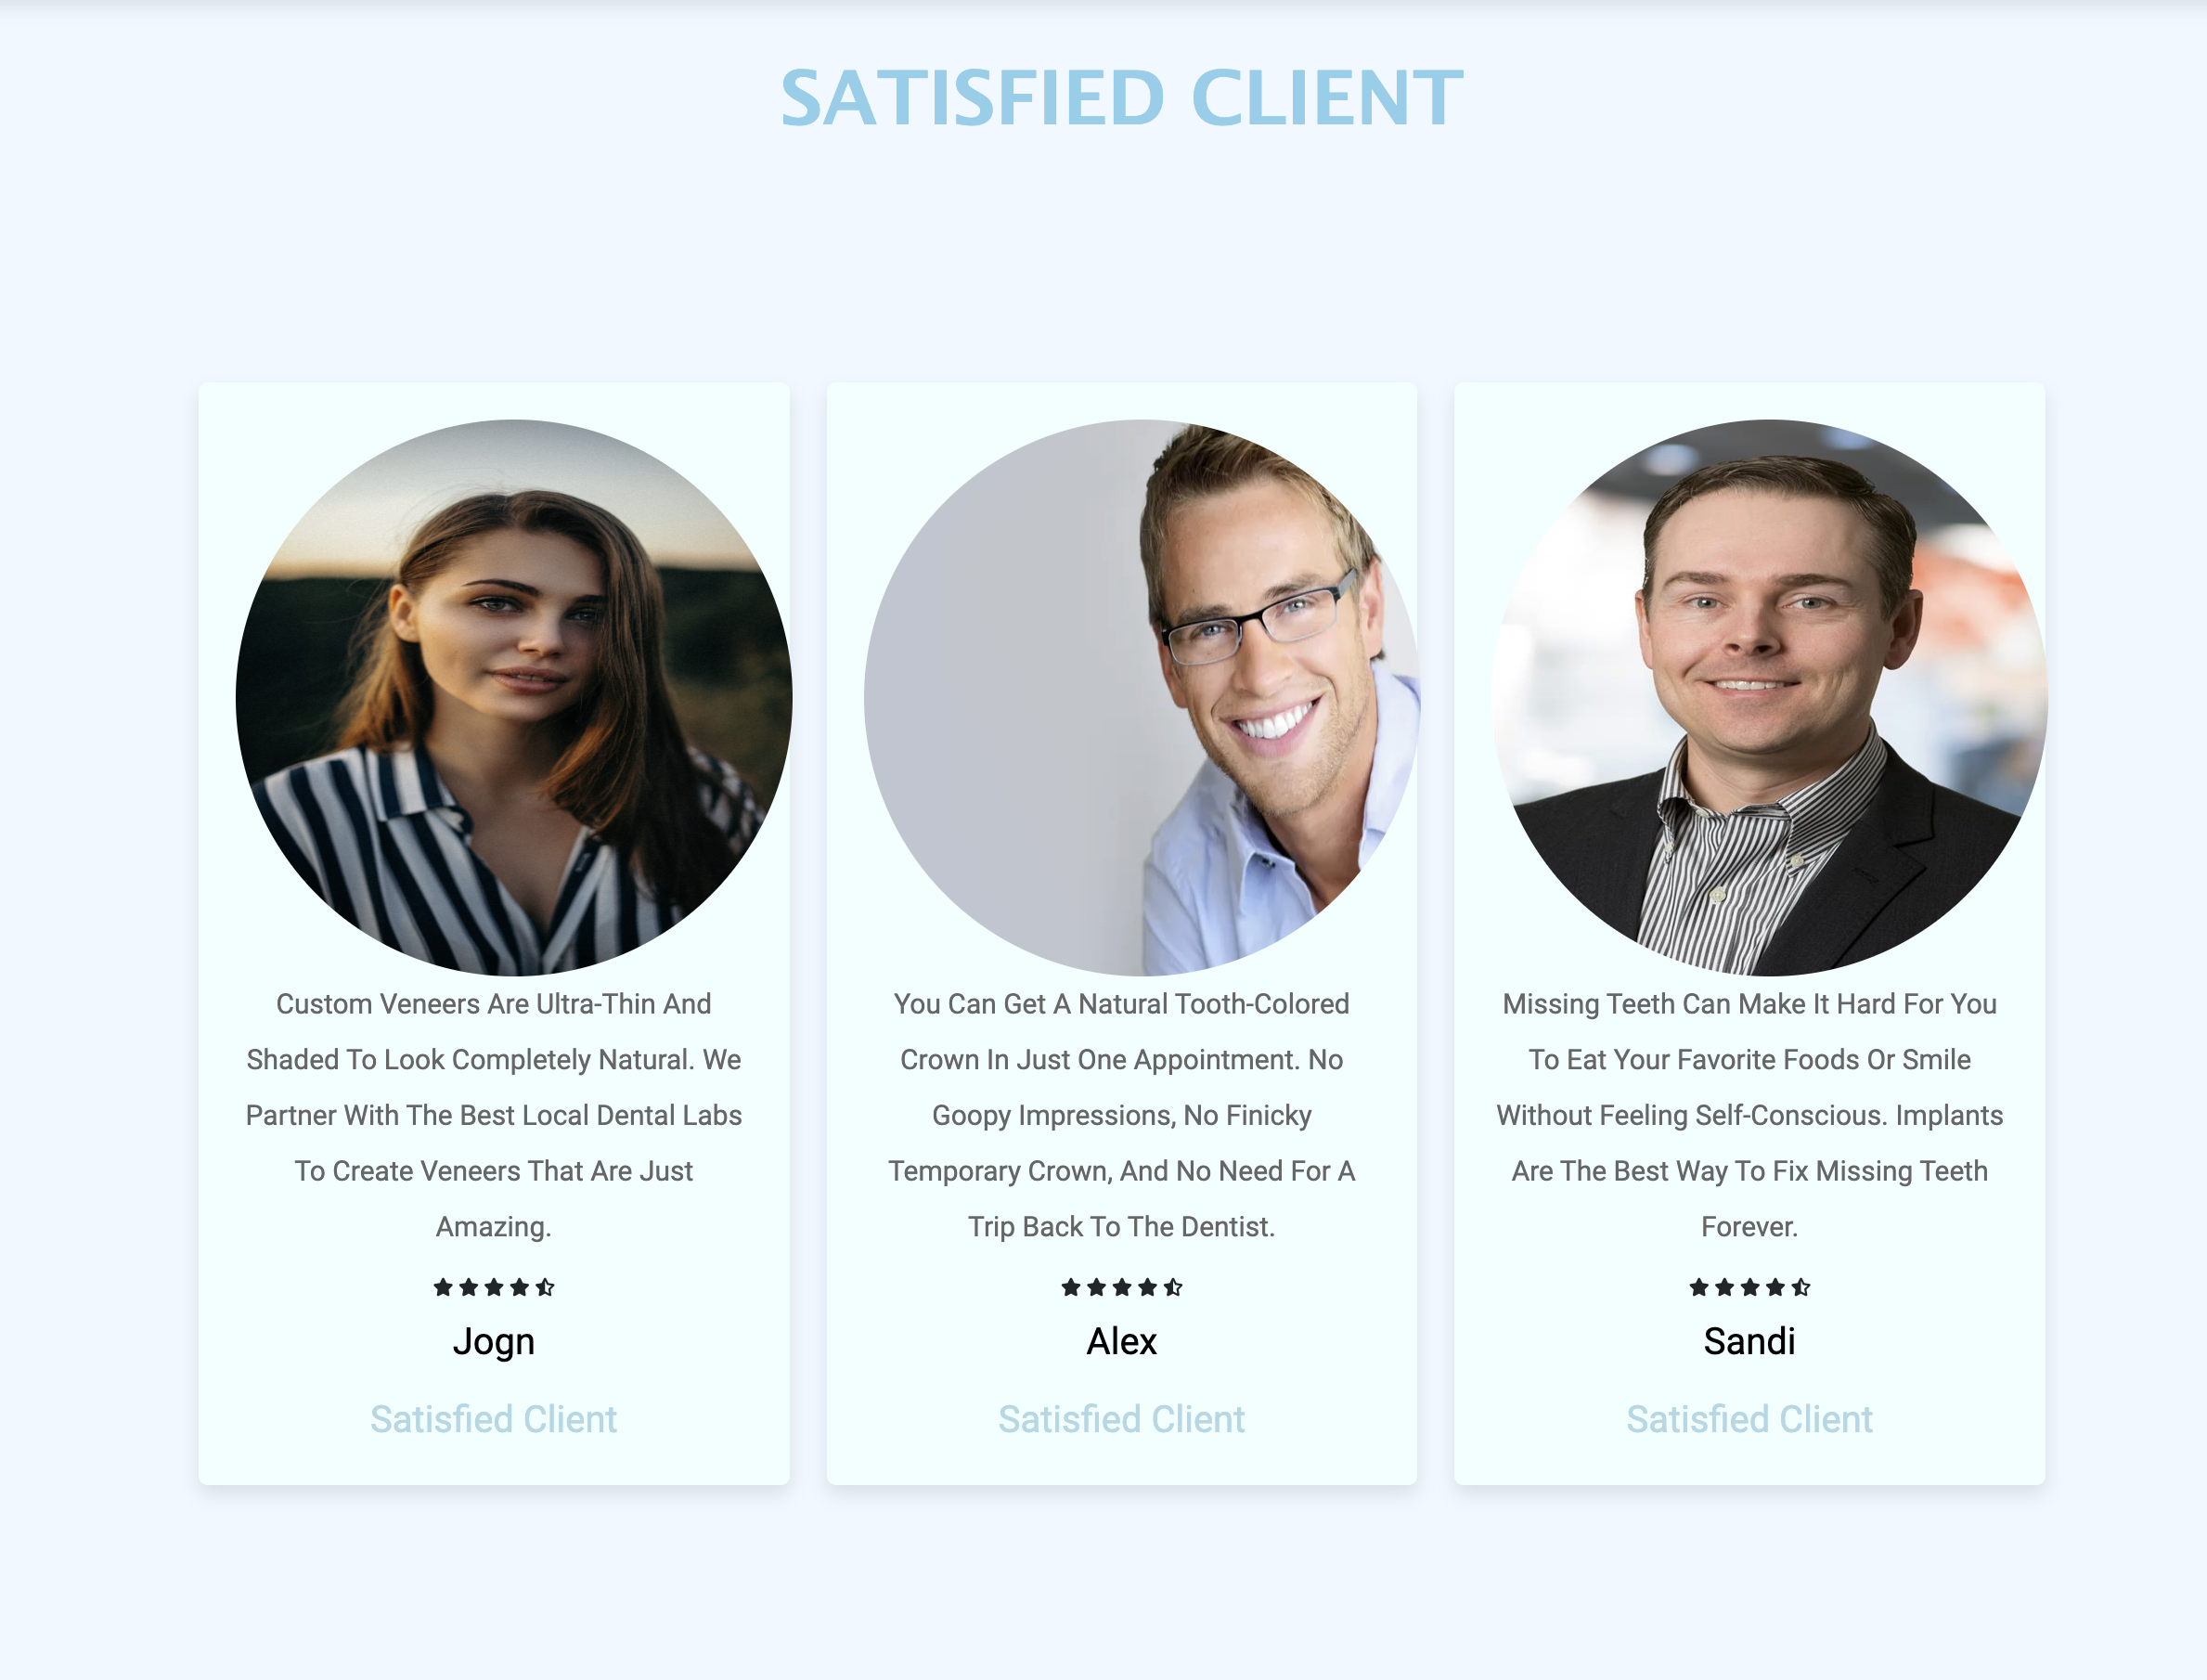 SATISFIED CLIENT
Custom Veneers Are Ultra-Thin And
Shaded To Look Completely Natural. We
Partner With The Best Local Dental Labs
To Create Veneers That Are Just
Amazing.
Jogn
Satisfied Client
You Can Get A Natural Tooth-Colored
Crown In Just One Appointment. No
Goopy Impressions, No Finicky
Temporary Crown, And No Need For A
Trip Back To The Dentist.
Alex
Satisfied Client
Missing Teeth Can Make It Hard For You
To Eat Your Favorite Foods Or Smile
Without Feeling Self-Conscious. Implants
Are The Best Way To Fix Missing Teeth
Forever.
Sandi
Satisfied Client